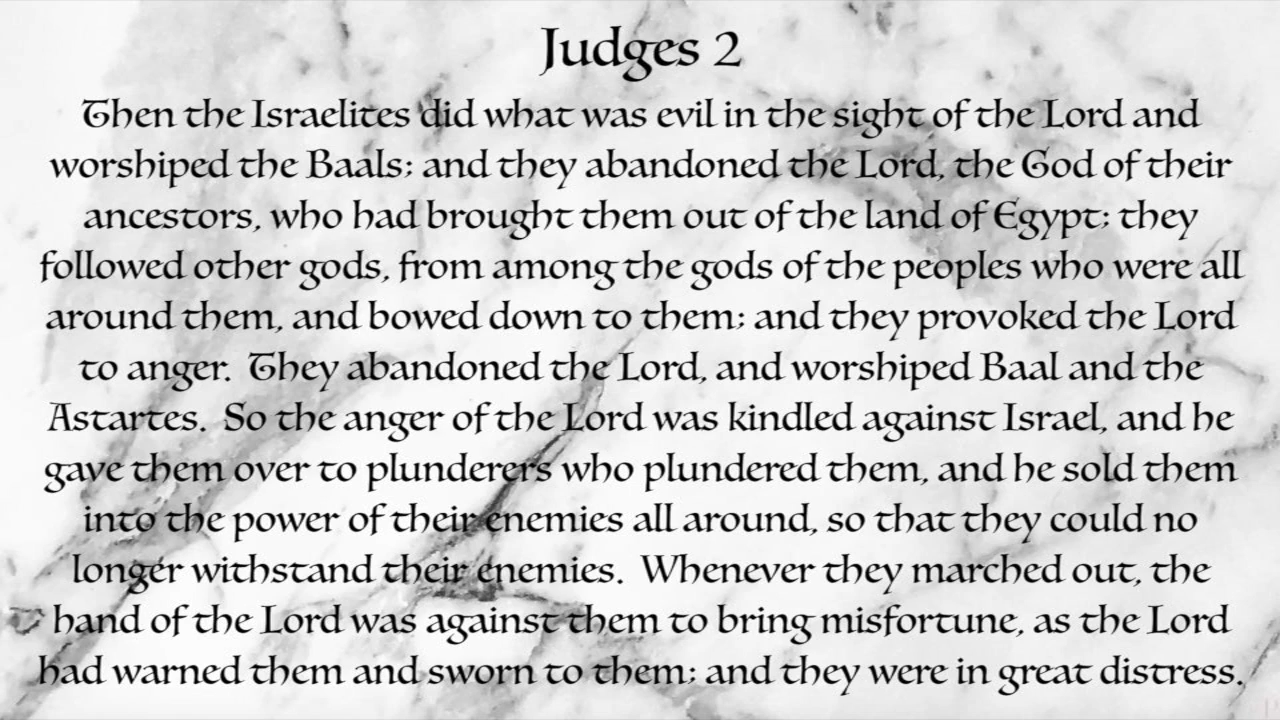 Judges 2
Then the Israelites did what was evil in the sight of the Lord and
worshiped the Baals; and they abandoned the Lord, the God of their
ancestors, who had brought them out of the land of Egypt; they
followed other gods, from among the gods of the peoples who were all
around them, and bowed down to them; and they provoked the Lord
to anger.  They abandoned the Lord, and worshiped Baal and the
Astartes.  So the anger of the Lord was kindled against Israel, and he
gave them over to plunderers who plundered them, and he sold them
into the power of their enemies all around, so that they could no
longer withstand their enemies.  Whenever they marched out, the
hand of the Lord was against them to bring misfortune, as the Lord
had warned them and sworn to them; and they were in great distress.